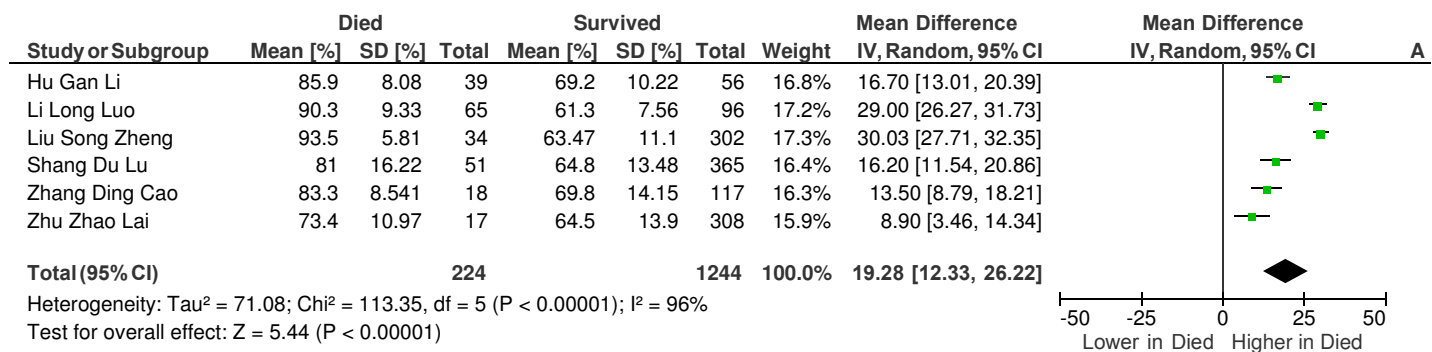 Died Survived Mean Difference Mean Difference
Study or Subgroup Mean [%] SD [%] Total Mean [%] SD [%] Total Weight IV, Random, 95% CI IV, Random, 95% CI A
Hu Gan Li 85.9 8.08 39 69.2 10.22 56 16.8% 16.70 [13.01, 20.39]
Li Long Luo 90.3 9.33 65 61.3 7.56 96 17.2% 29.00 [26.27, 31.73]
Liu Song Zheng 93.5 5.81 34 63.47 11.1 302 17.3% 30.03 [27.71, 32.35]
Shang Du Lu 81 16.22 51 64.8 13.48 365 16.4% 16.20 [11.54, 20.86]
Zhang Ding Cao 83.3 8.541 18 69.8 14.15 117 16.3% 13.50 [8.79, 18.21]
Zhu Zhao Lai 73.4 10.97 17 64.5 13.9 308 15.9% 8.90 [3.46, 14.34]
Total (95% CI) 224 1244 100.0% 19.28 [12.33, 26.22]
Heterogeneity: Tau² = 71.08; Chi² = 113.35, df = 5 (P < 0.00001); I² = 96%
Test for overall effect: Z = 5.44 (P < 0.00001)
-50 -25 0 25 50
Lower in Died Higher in Died